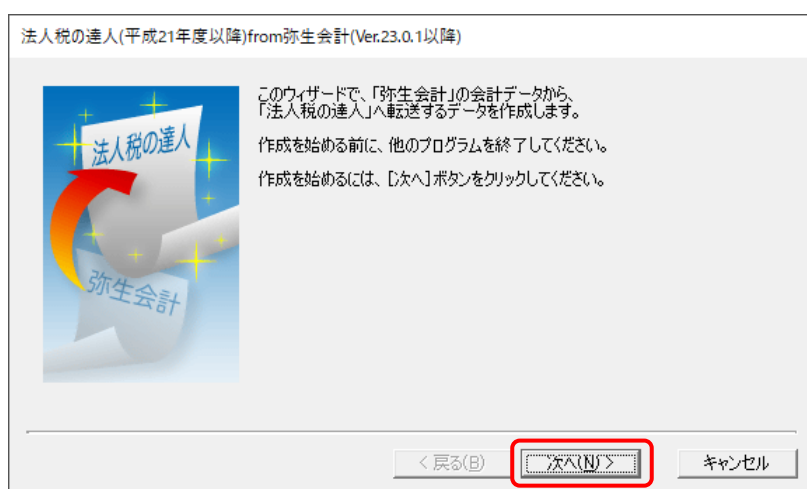 法人税の達人(平成21年度以降)from弥生会計(Ver.23.0.1以降)
このウィザードで、「弥生会計」の会計データから、
「法人税の達人」へ転送するデータを作成します。
作成を始める前に、他のプログラムを終了してください。
作成を始めるには、[次へ]ボタンをクリックしてください。
法人税の達人
弥生会計
< 戻る(B)
次へ(N) >
キャンセル